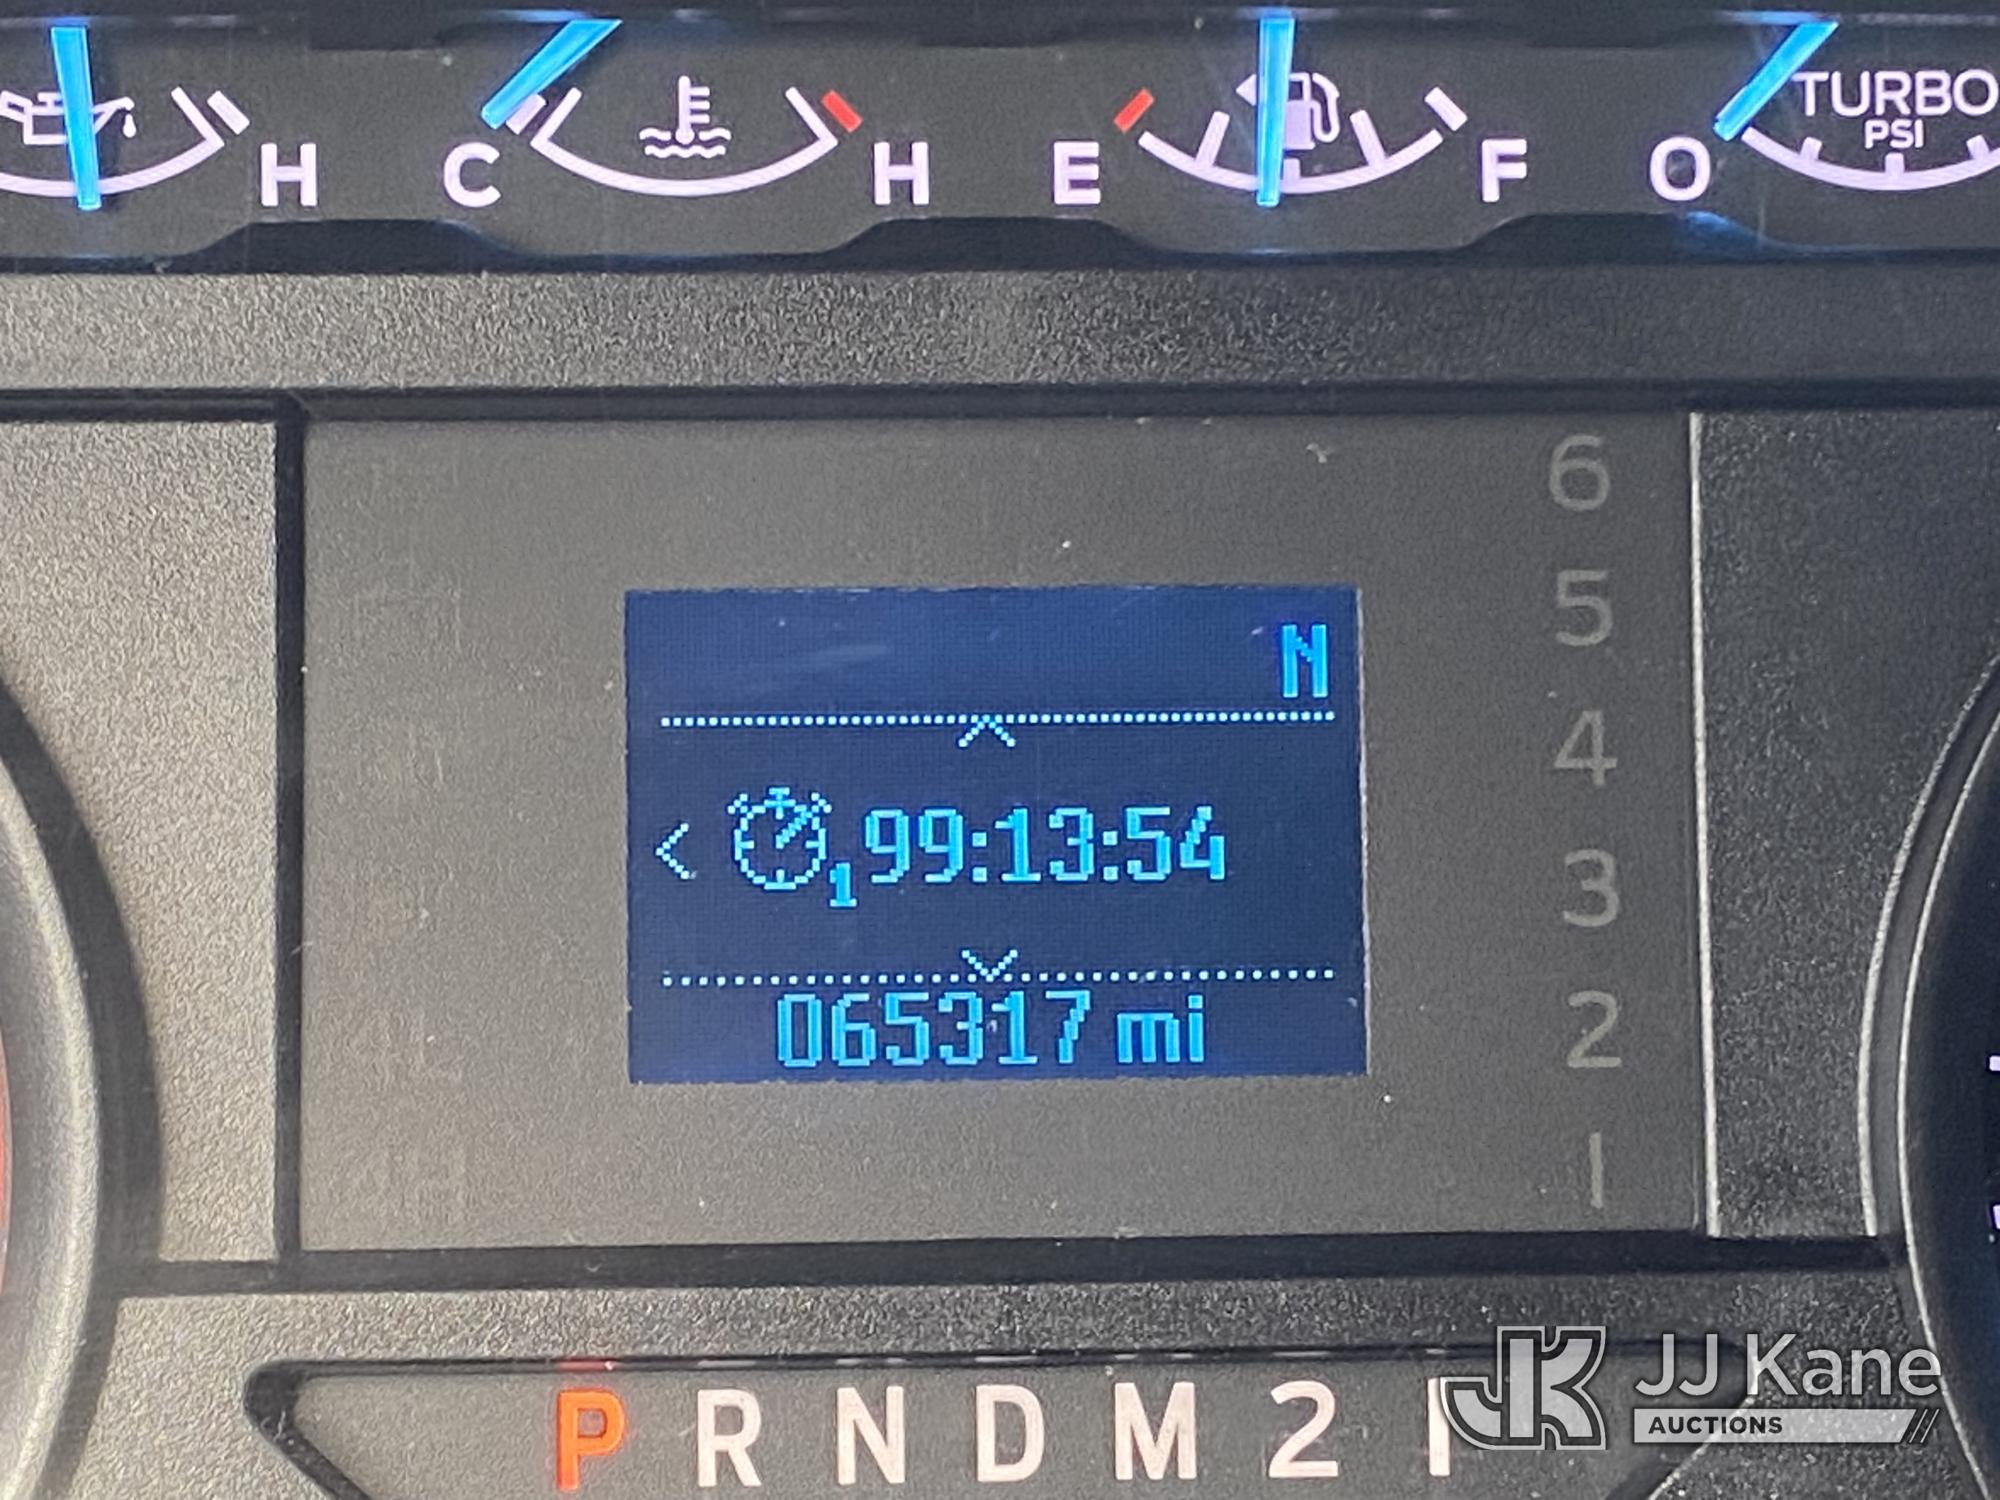 H C H E F O TURBO
PSI
6
5
4
3
2
1
N
1 99:13:54
065317 mi
P R N D M 2 1
JK JJ Kane
AUCTIONS